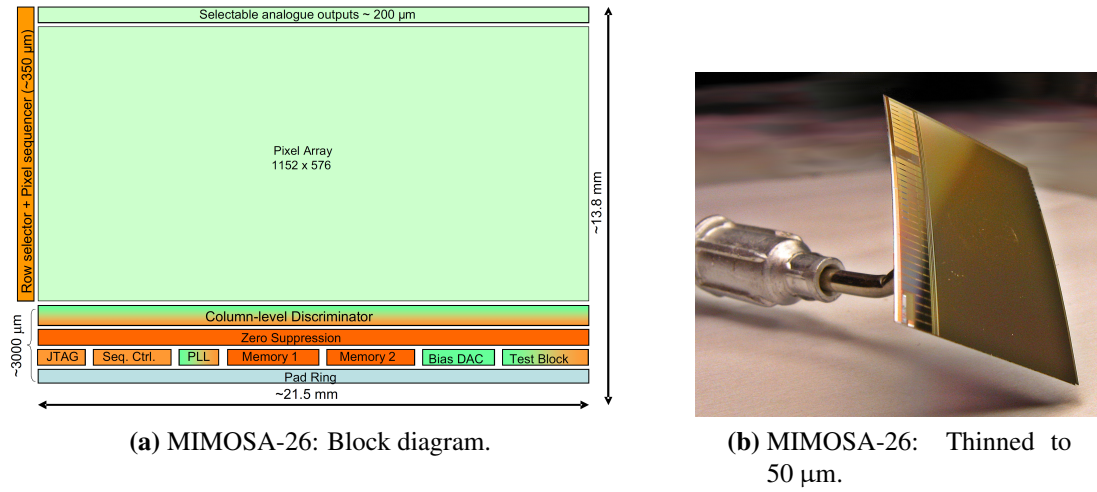 Selectable analogue outputs ~ 200 µm
Row selector + Pixel sequencer (~350 µm)
Pixel Array
1152 x 576
~13.8 mm
Column-level Discriminator
Zero Suppression
~3000 µm
JTAG Seq. Ctrl. PLL Memory 1 Memory 2 Bias DAC Test Block
Pad Ring
~21.5 mm
(a) MIMOSA-26: Block diagram.
(b) MIMOSA-26: Thinned to
50 µm.